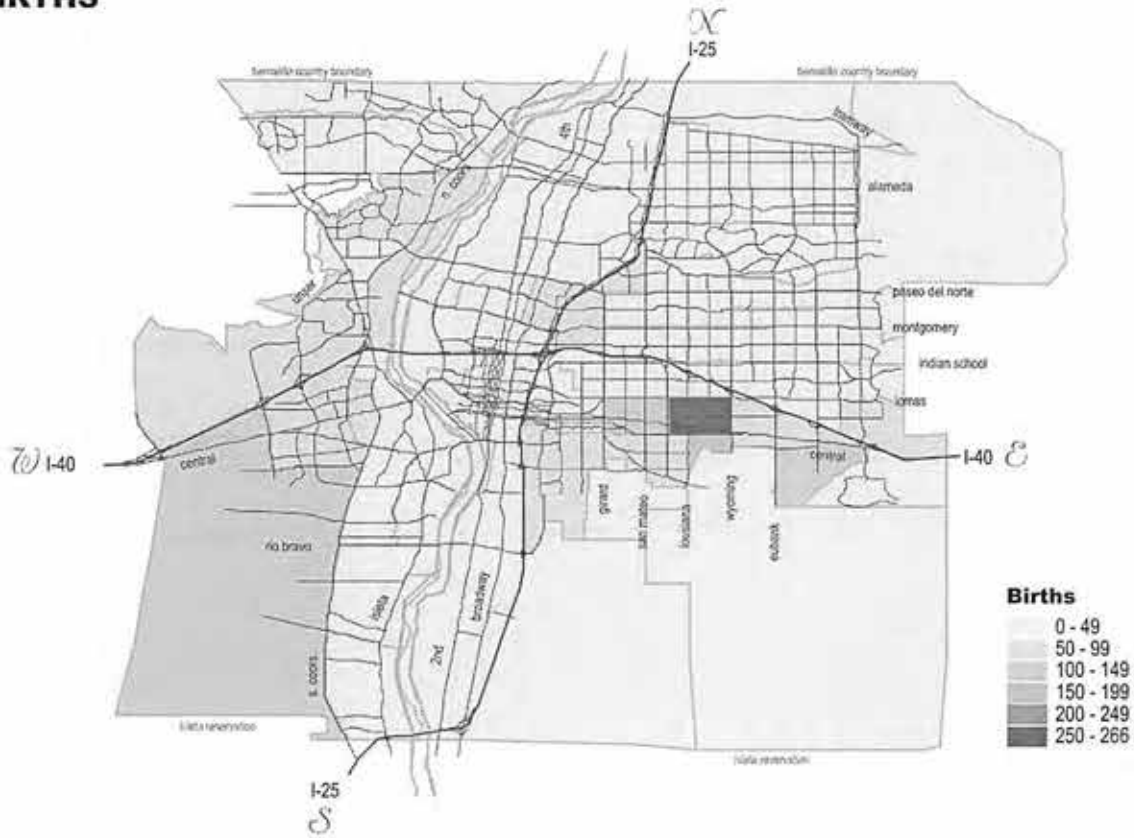 N
I-25
bernalillo county boundary
bernalillo county boundary
tramway
4th
n. coors
alameda
unser
paseo del norte
montgomery
indian school
lomas
W I-40
central
central
I-40 E
girard
san mateo
louisiana
wyoming
eubank
rio bravo
isleta
broadway
2nd
s. coors
isleta reservation
isleta reservation
I-25
S
Births
0 - 49
50 - 99
100 - 149
150 - 199
200 - 249
250 - 266